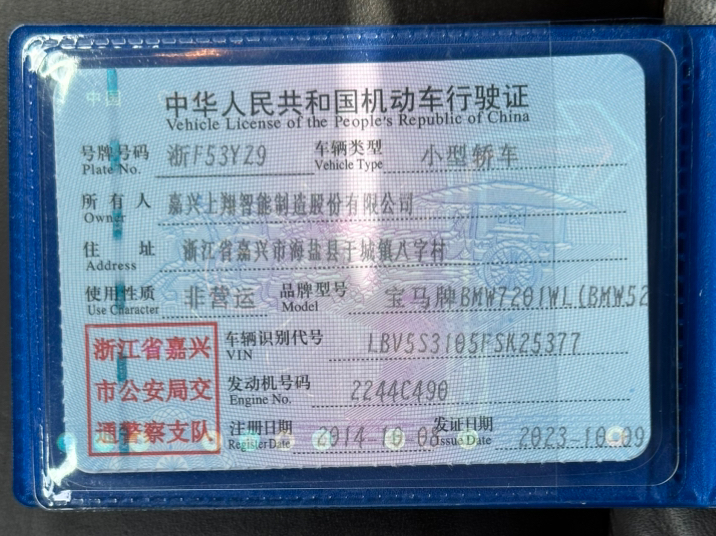 中国
中华人民共和国机动车行驶证
Vehicle License of the People's Republic of China
号牌号码 浙F53YZ9 车辆类型 小型轿车
Plate No. Vehicle Type
所有人 嘉兴上翔智能制造股份有限公司
Owner
住址 浙江省嘉兴市海盐县于城镇八字村
Address
使用性质 非营运 品牌型号 宝马牌BMW7201WL(BMW52
Use Character Model
浙江省嘉兴
市公安局交
通警察支队
车辆识别代号 LBV5S3105FSK25377
VIN
发动机号码 2244C490
Engine No.
注册日期 2014-10-08 发证日期 2023-10-09
Register Date Issue Date